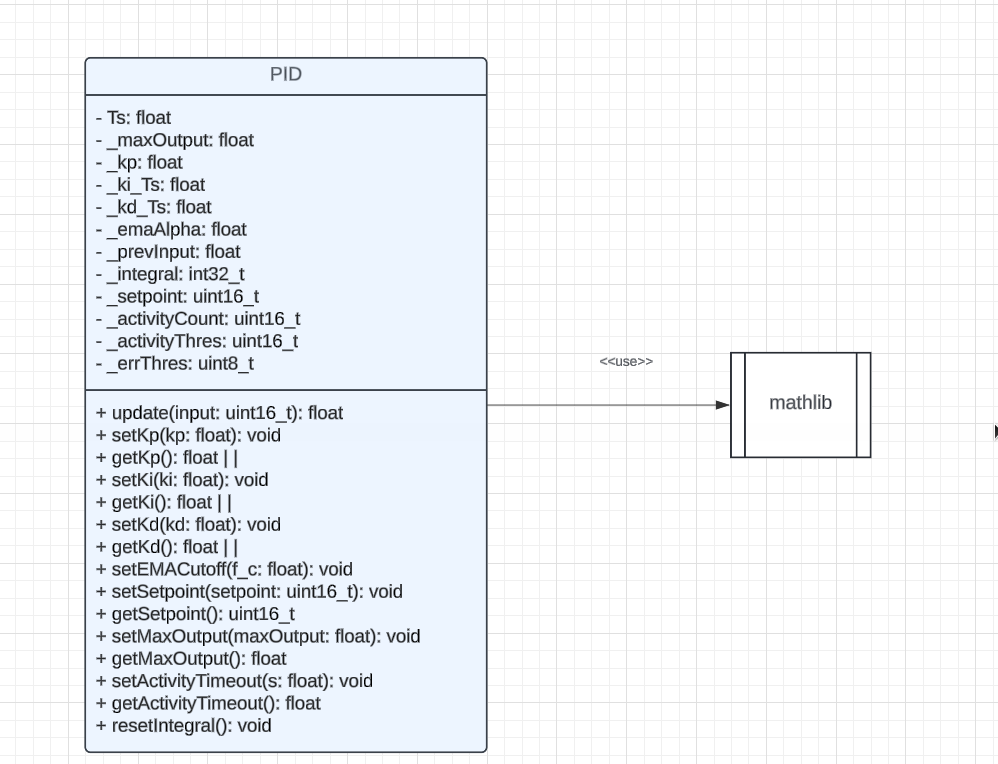 PID
- Ts: float
- _maxOutput: float
- _kp: float
- _ki_Ts: float
- _kd_Ts: float
- _emaAlpha: float
- _prevInput: float
- _integral: int32_t
- _setpoint: uint16_t
- _activityCount: uint16_t
- _activityThres: uint16_t
- _errThres: uint8_t
+ update(input: uint16_t): float
+ setKp(kp: float): void
+ getKp(): float | |
+ setKi(ki: float): void
+ getKi(): float | |
+ setKd(kd: float): void
+ getKd(): float | |
+ setEMACutoff(f_c: float): void
+ setSetpoint(setpoint: uint16_t): void
+ getSetpoint(): uint16_t
+ setMaxOutput(maxOutput: float): void
+ getMaxOutput(): float
+ setActivityTimeout(s: float): void
+ getActivityTimeout(): float
+ resetIntegral(): void
<<use>>
mathlib